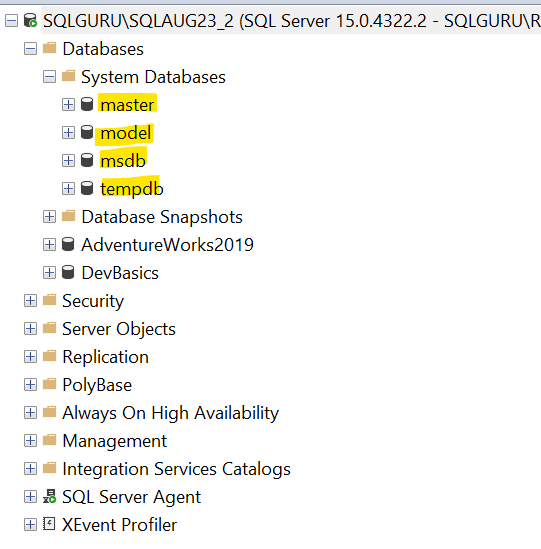 SQLGURU\SQLAUG23_2 (SQL Server 15.0.4322.2 - SQLGURU\R
Databases
System Databases
master
model
msdb
tempdb
Database Snapshots
AdventureWorks2019
DevBasics
Security
Server Objects
Replication
PolyBase
Always On High Availability
Management
Integration Services Catalogs
SQL Server Agent
XEvent Profiler